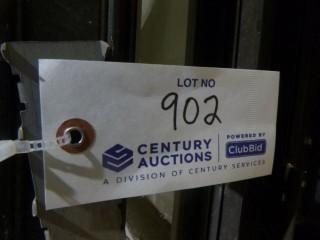 LOT NO
902
CENTURY AUCTIONS
POWERED BY
ClubBid
A DIVISION OF CENTURY SERVICES